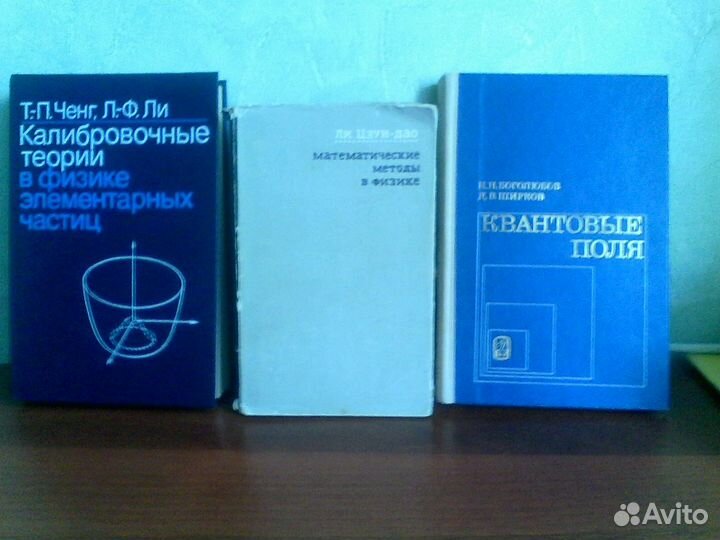 Т.-П. Ченг, Л.-Ф. Ли
Калибровочные
теории
в физике
элементарных
частиц
Ли Цзун-дао
математические
методы
в физике
Н.Н. БОГОЛЮБОВ
Д.В. ШИРКОВ
КВАНТОВЫЕ
ПОЛЯ
Avito